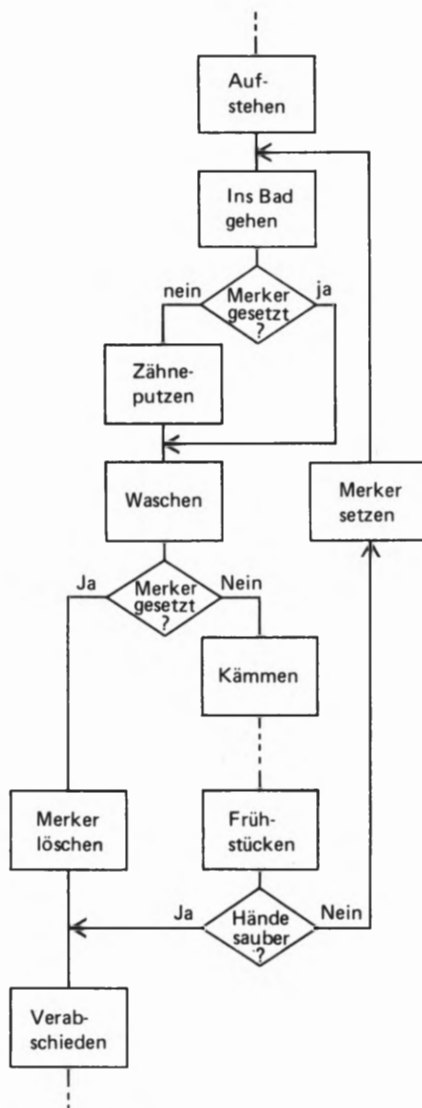 Auf-
stehen
Ins Bad
gehen
nein
Merker
gesetzt
?
ja
Zähne-
putzen
Waschen
Merker
setzen
Ja
Merker
gesetzt
?
Nein
Kämmen
Merker
löschen
Früh-
stücken
Ja
Hände
sauber
?
Nein
Verab-
schieden